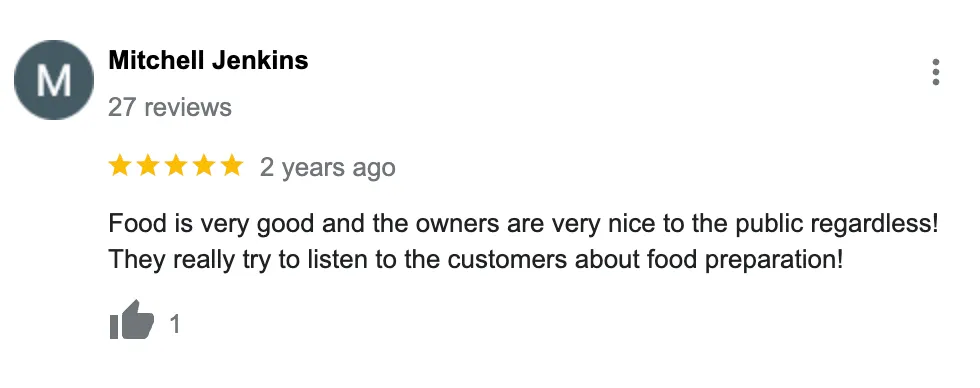 M
Mitchell Jenkins
27 reviews
2 years ago
Food is very good and the owners are very nice to the public regardless!
They really try to listen to the customers about food preparation!
1